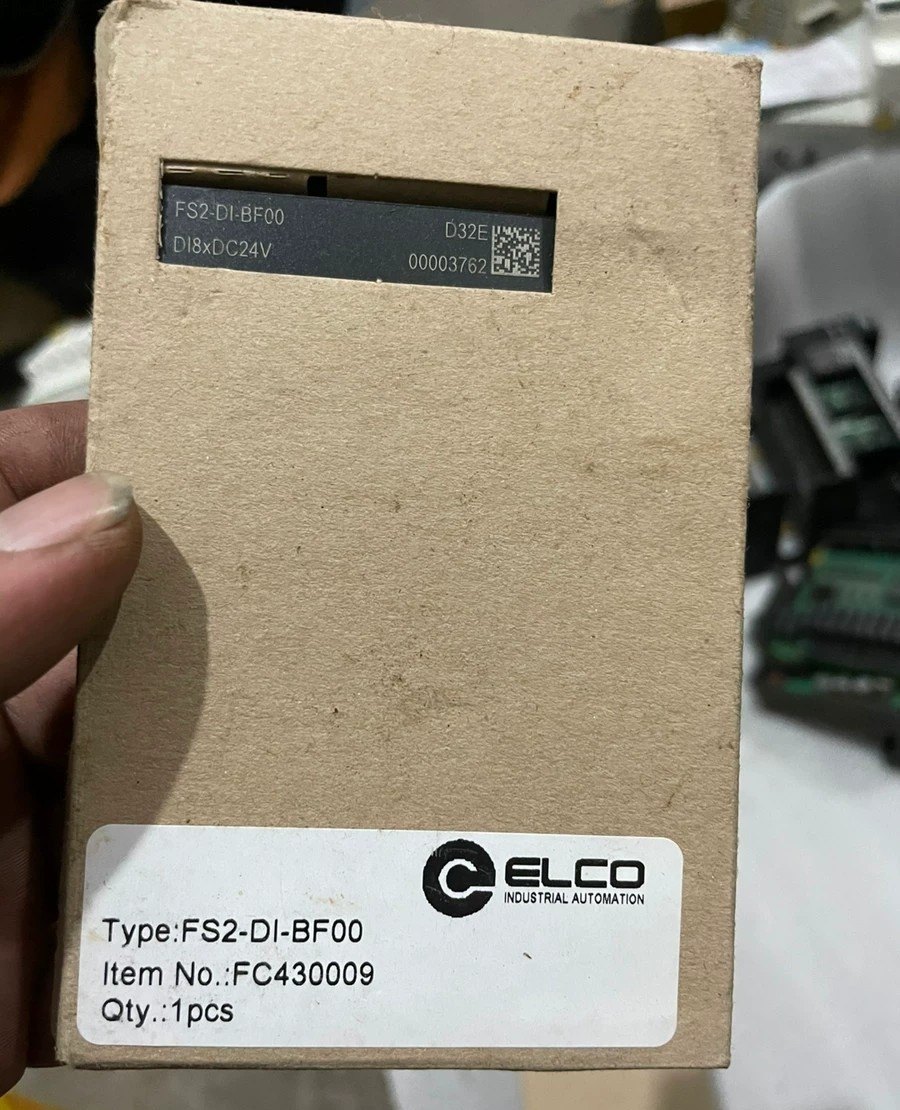 FS2-DI-BF00
D32E
DI8xDC24V
00003762
ELCO
INDUSTRIAL AUTOMATION
Type:FS2-DI-BF00
Item No.:FC430009
Qty.:1pcs